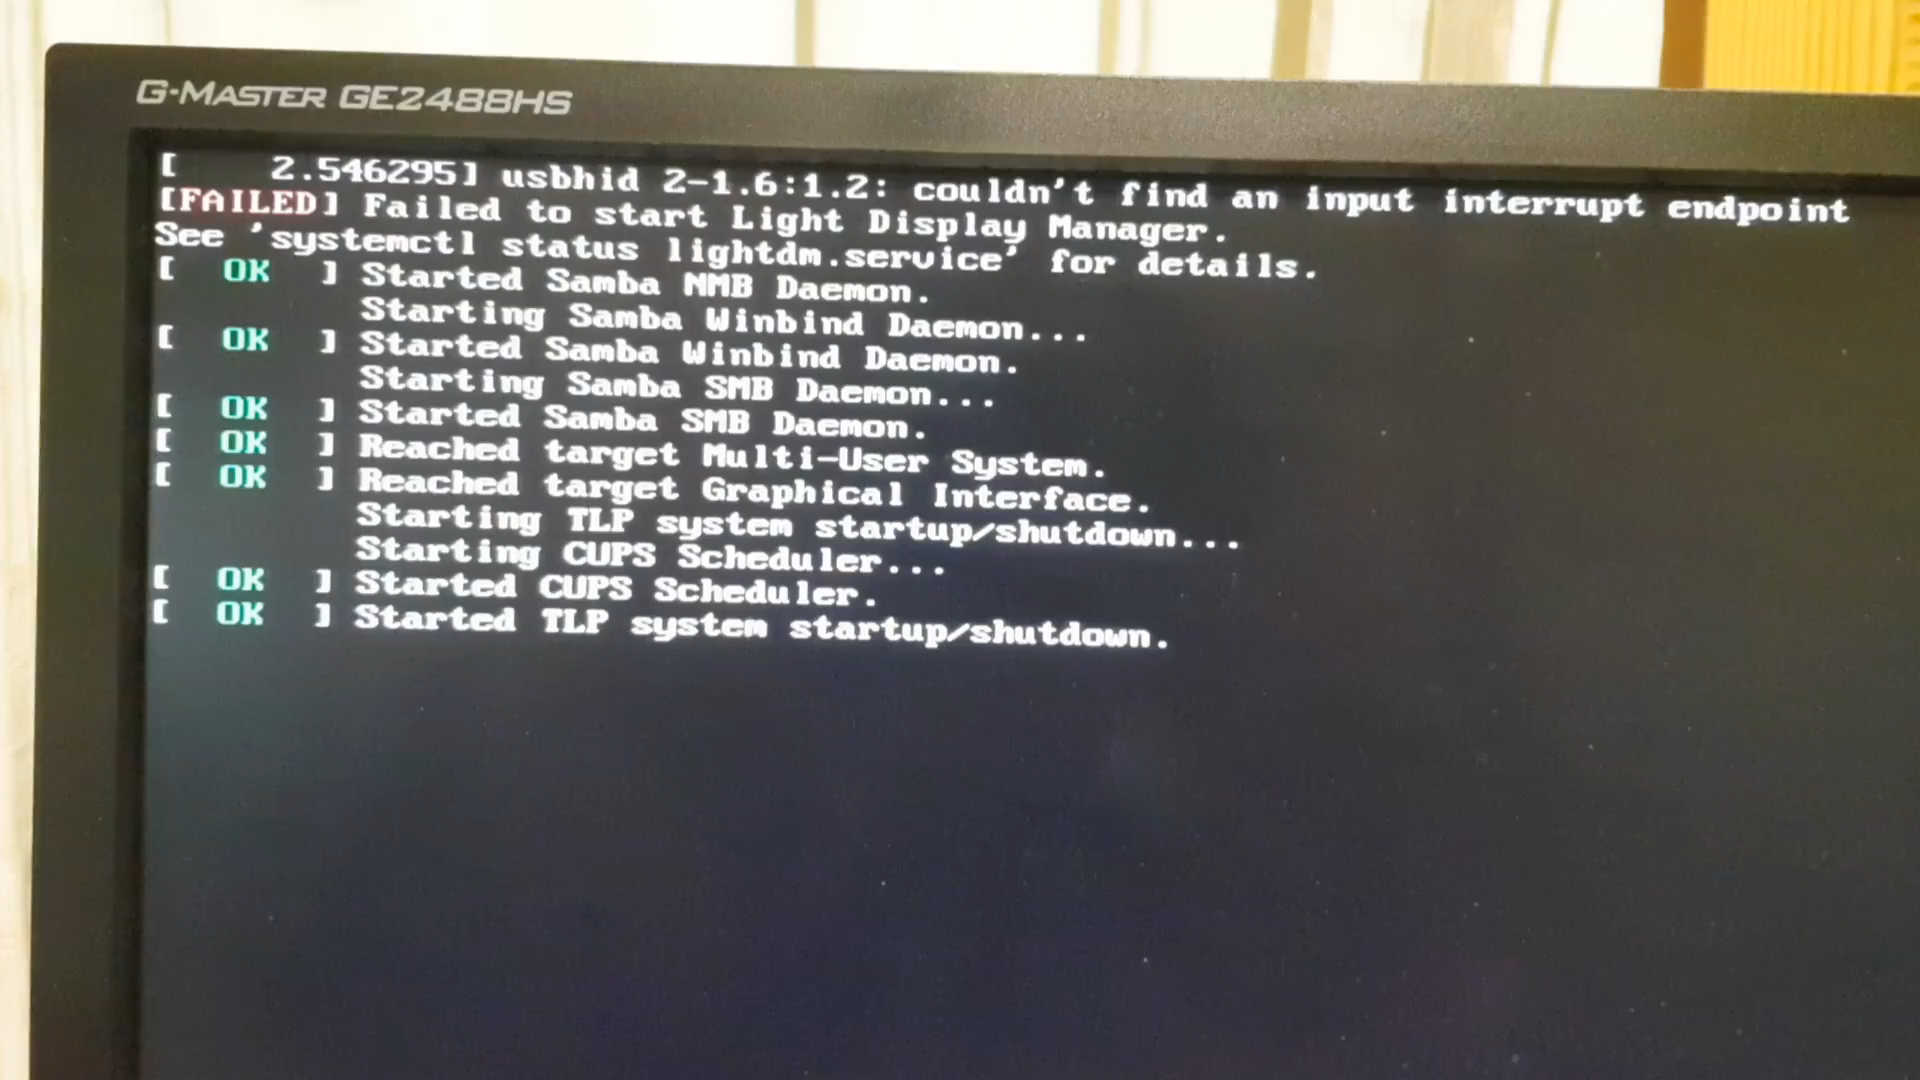 G-MASTER GE2488HS
[    2.546295] usbhid 2-1.6:1.2: couldn't find an input interrupt endpoint
[FAILED] Failed to start Light Display Manager.
See 'systemctl status lightdm.service' for details.
[  OK  ] Started Samba NMB Daemon.
         Starting Samba Winbind Daemon...
[  OK  ] Started Samba Winbind Daemon.
         Starting Samba SMB Daemon...
[  OK  ] Started Samba SMB Daemon.
[  OK  ] Reached target Multi-User System.
[  OK  ] Reached target Graphical Interface.
         Starting TLP system startup/shutdown...
         Starting CUPS Scheduler...
[  OK  ] Started CUPS Scheduler.
[  OK  ] Started TLP system startup/shutdown.